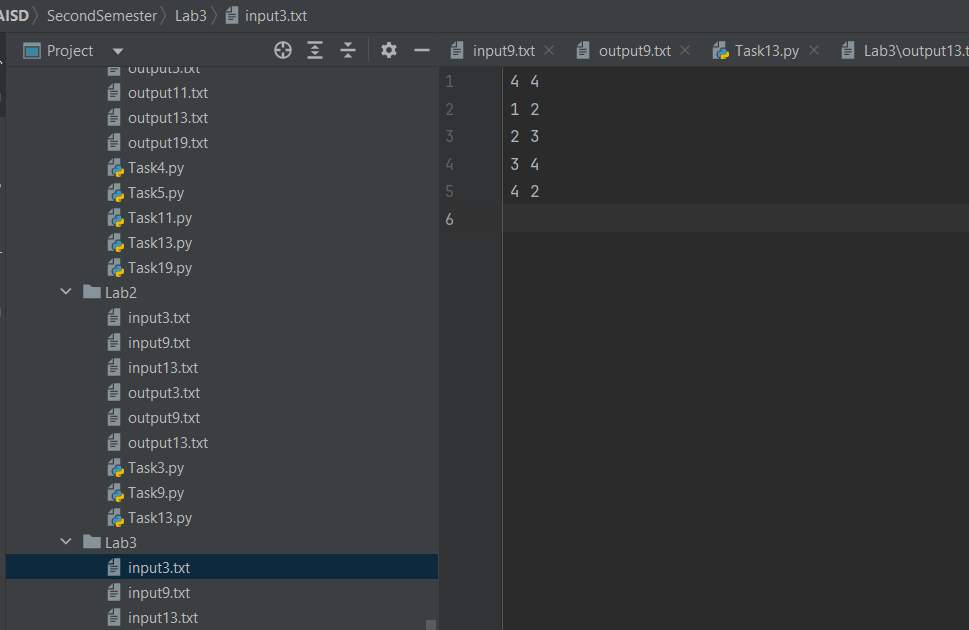 AISD SecondSemester Lab3 input3.txt
Project
input9.txt output9.txt Task13.py Lab3\output13.t
output5.txt
output11.txt
output13.txt
output19.txt
Task4.py
Task5.py
Task11.py
Task13.py
Task19.py
Lab2
input3.txt
input9.txt
input13.txt
output3.txt
output9.txt
output13.txt
Task3.py
Task9.py
Task13.py
Lab3
input3.txt
input9.txt
input13.txt
1 4 4
2 1 2
3 2 3
4 3 4
5 4 2
6